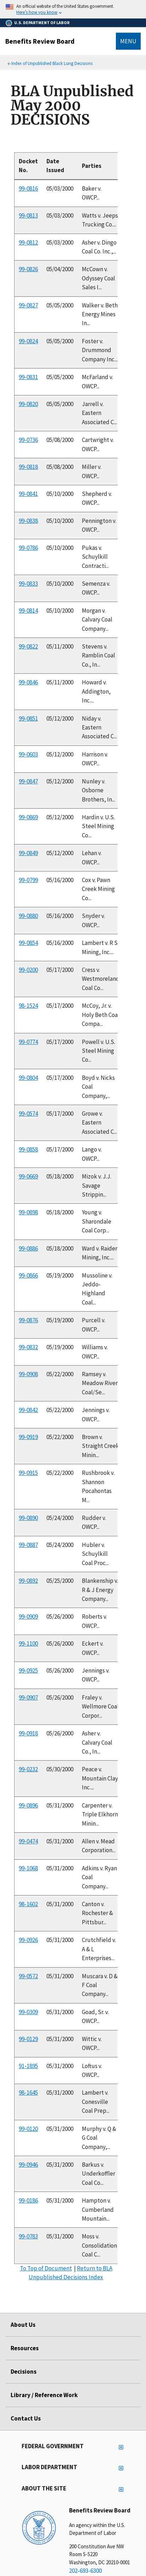 An official website of the United States government.
Here's how you know
U.S. DEPARTMENT OF LABOR
Benefits Review Board
MENU
« Index of Unpublished Black Lung Decisions
BLA Unpublished
May 2000
DECISIONS
Docket No. Date Issued Parties
99-0816 05/03/2000 Baker v. OWCP...
99-0813 05/03/2000 Watts v. Jeeps Trucking Co....
99-0812 05/03/2000 Asher v. Dingo Coal Co. Inc.,...
99-0826 05/04/2000 McCown v. Odyssey Coal Sales I...
99-0827 05/05/2000 Walker v. Beth Energy Mines In...
99-0824 05/05/2000 Foster v. Drummond Company Inc...
99-0831 05/05/2000 McFarland v. OWCP...
99-0820 05/05/2000 Jarrell v. Eastern Associated C...
99-0736 05/08/2000 Cartwright v. OWCP...
99-0818 05/08/2000 Miller v. OWCP...
99-0841 05/10/2000 Shepherd v. OWCP...
99-0838 05/10/2000 Pennington v. OWCP...
99-0786 05/10/2000 Pukas v. Schuylkill Contracti...
99-0833 05/10/2000 Semenza v. OWCP...
99-0814 05/10/2000 Morgan v. Calvary Coal Company...
99-0822 05/11/2000 Stevens v. Ramblin Coal Co., In...
99-0846 05/11/2000 Howard v. Addington, Inc....
99-0851 05/12/2000 Niday v. Eastern Associated C...
99-0603 05/12/2000 Harrison v. OWCP...
99-0847 05/12/2000 Nunley v. Osborne Brothers, In...
99-0869 05/12/2000 Hardin v. U.S. Steel Mining Co...
99-0849 05/12/2000 Lehan v. OWCP...
99-0799 05/16/2000 Cox v. Pawn Creek Mining Co...
99-0880 05/16/2000 Snyder v. OWCP...
99-0854 05/16/2000 Lambert v. R S Mining, Inc....
99-0200 05/17/2000 Cress v. Westmoreland Coal Co...
98-1524 05/17/2000 McCoy, Jr. v. Holy Beth Coal Compa...
99-0774 05/17/2000 Powell v. U.S. Steel Mining Co...
99-0804 05/17/2000 Boyd v. Nicks Coal Company,...
99-0574 05/17/2000 Growe v. Eastern Associated C...
99-0858 05/17/2000 Lango v. OWCP...
99-0669 05/18/2000 Mizok v. J.J. Savage Strippin...
99-0898 05/18/2000 Young v. Sharondale Coal Corp...
99-0886 05/18/2000 Ward v. Raider Mining, Inc....
99-0866 05/19/2000 Mussolino v. Jeddo-Highland Coal...
99-0876 05/19/2000 Purcell v. OWCP...
99-0832 05/19/2000 Williams v. OWCP...
99-0908 05/22/2000 Ramsey v. Meadow River Coal/Se...
99-0842 05/22/2000 Jennings v. OWCP...
99-0919 05/22/2000 Brown v. Straight Creek Minin...
99-0915 05/22/2000 Rushbrook v. Shannon Pocahontas M...
99-0890 05/24/2000 Rudder v. OWCP...
99-0887 05/24/2000 Hubler v. Schuylkill Coal Proc...
99-0892 05/25/2000 Blankenship v. R & J Energy Company...
99-0909 05/26/2000 Roberts v. OWCP...
99-1100 05/26/2000 Eckert v. OWCP...
99-0925 05/26/2000 Jennings v. OWCP...
99-0907 05/26/2000 Fraley v. Wellmore Coal Corpor...
99-0918 05/26/2000 Asher v. Calvary Coal Co., In...
99-0232 05/30/2000 Peace v. Mountain Clay Inc....
99-0896 05/31/2000 Carpenter v. Triple Elkhorn Minin...
99-0474 05/31/2000 Allen v. Mead Corporation...
99-1068 05/31/2000 Adkins v. Ryan Coal Company...
98-1602 05/31/2000 Canton v. Rochester & Pittsbur...
99-0926 05/31/2000 Crutchfield v. A & L Enterprises...
99-0572 05/31/2000 Muscara v. D & F Coal Company...
99-0309 05/31/2000 Goad, Sr. v. OWCP...
99-0129 05/31/2000 Wittic v. OWCP...
91-1895 05/31/2000 Loftus v. OWCP...
98-1645 05/31/2000 Lambert v. Conesville Coal Prep...
99-0120 05/31/2000 Murphy v. Q & G Coal Company,...
99-0946 05/31/2000 Barkus v. Underkoffler Coal Co...
99-0186 05/31/2000 Hampton v. Cumberland Mountain...
99-0783 05/31/2000 Moss v. Consolidation Coal C...
To Top of Document | Return to BLA
Unpublished Decisions Index
About Us
Resources
Decisions
Library / Reference Work
Contact Us
FEDERAL GOVERNMENT
LABOR DEPARTMENT
ABOUT THE SITE
Benefits Review Board
An agency within the U.S.
Department of Labor
200 Constitution Ave NW
Room S-5220
Washington, DC 20210-0001
202-693-6300